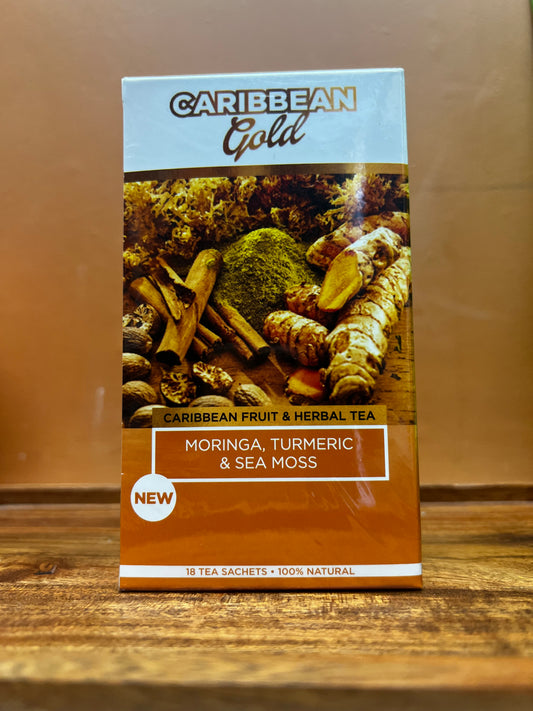 CARIBBEAN
Gold
CARIBBEAN FRUIT & HERBAL TEA
MORINGA, TURMERIC
& SEA MOSS
NEW
18 TEA SACHETS • 100% NATURAL